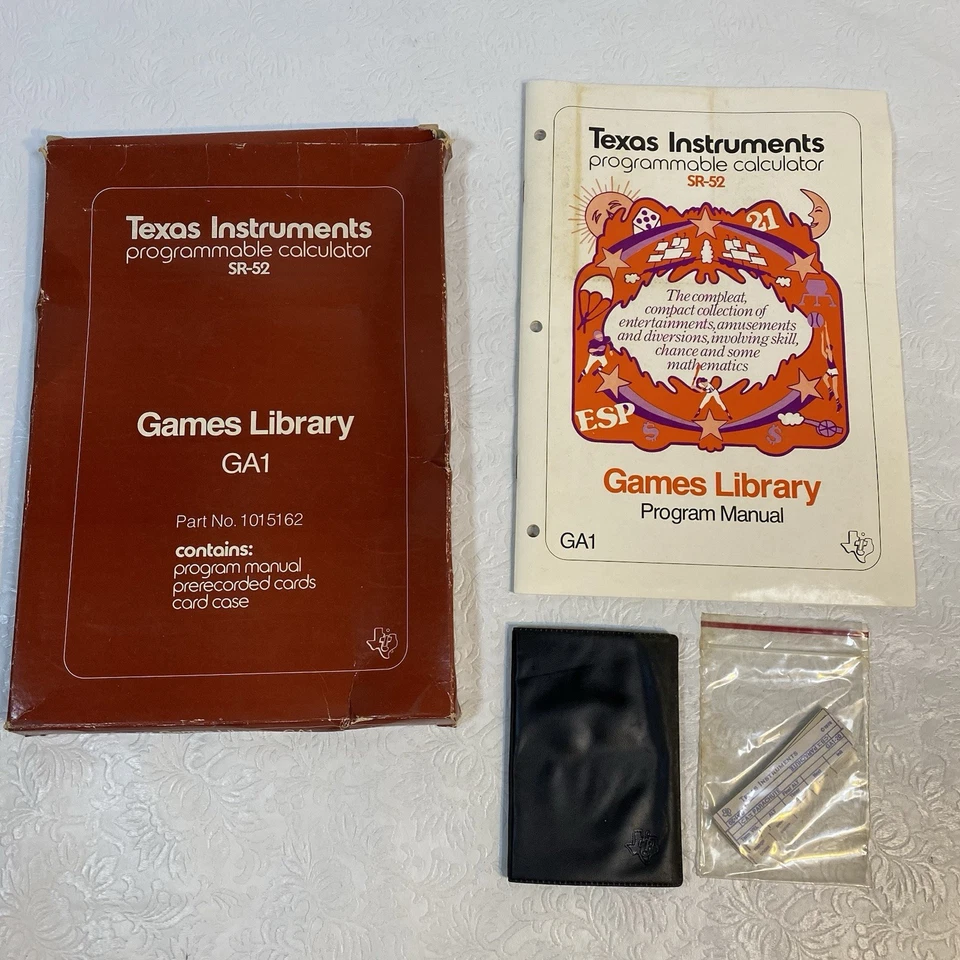 Texas Instruments
programmable calculator
SR-52
Games Library
GA1
Part No. 1015162
contains:
program manual
prerecorded cards
card case
Texas Instruments
programmable calculator
SR-52
21
The compleat,
compact collection of
entertainments, amusements
and diversions, involving skill,
chance and some
mathematics
ESP
$ $
Games Library
Program Manual
GA1